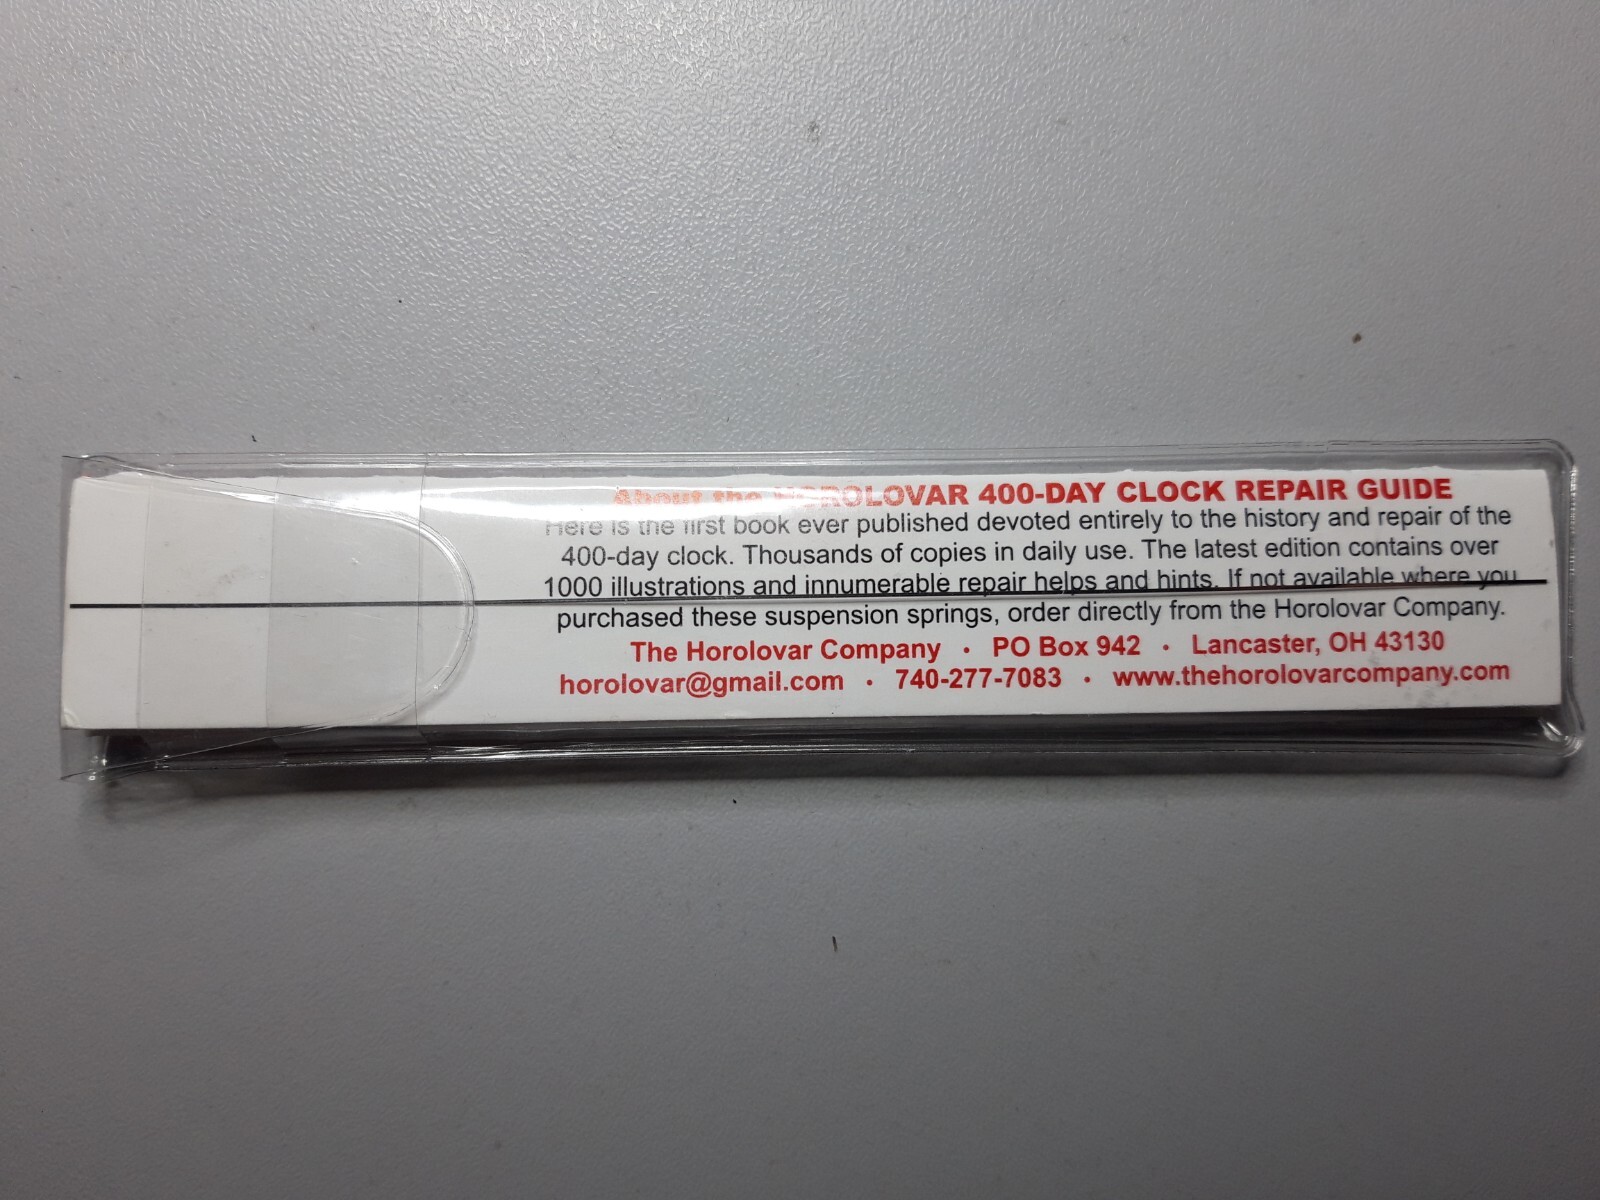 About the HOROLOVAR 400-DAY CLOCK REPAIR GUIDE
Here is the first book ever published devoted entirely to the history and repair of the
400-day clock. Thousands of copies in daily use. The latest edition contains over
1000 illustrations and innumerable repair helps and hints. If not available where you
purchased these suspension springs, order directly from the Horolovar Company.
The Horolovar Company • PO Box 942 • Lancaster, OH 43130
horolovar@gmail.com • 740-277-7083 • www.thehorolovarcompany.com